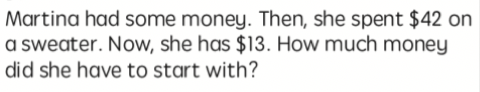 Martina had some money. Then, she spent $42 on
a sweater. Now, she has $13. How much money
did she have to start with?